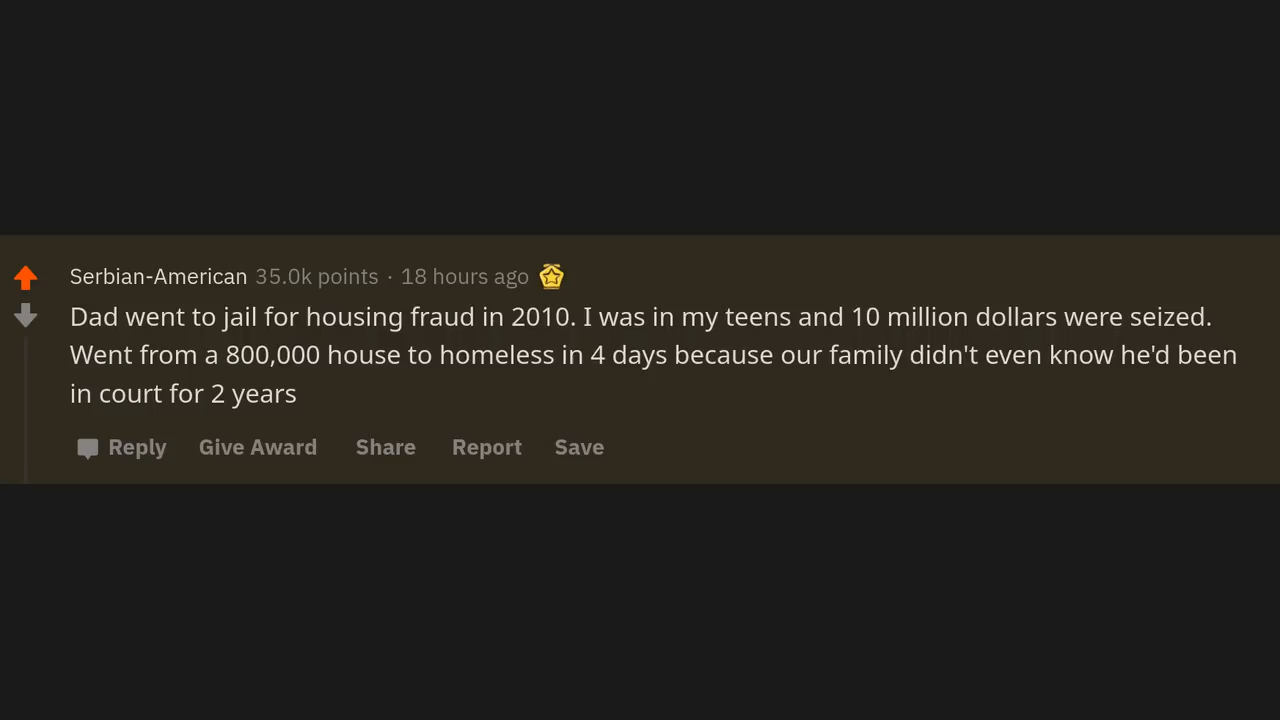 Serbian-American 35.0k points · 18 hours ago
Dad went to jail for housing fraud in 2010. I was in my teens and 10 million dollars were seized.
Went from a 800,000 house to homeless in 4 days because our family didn't even know he'd been
in court for 2 years
Reply Give Award Share Report Save